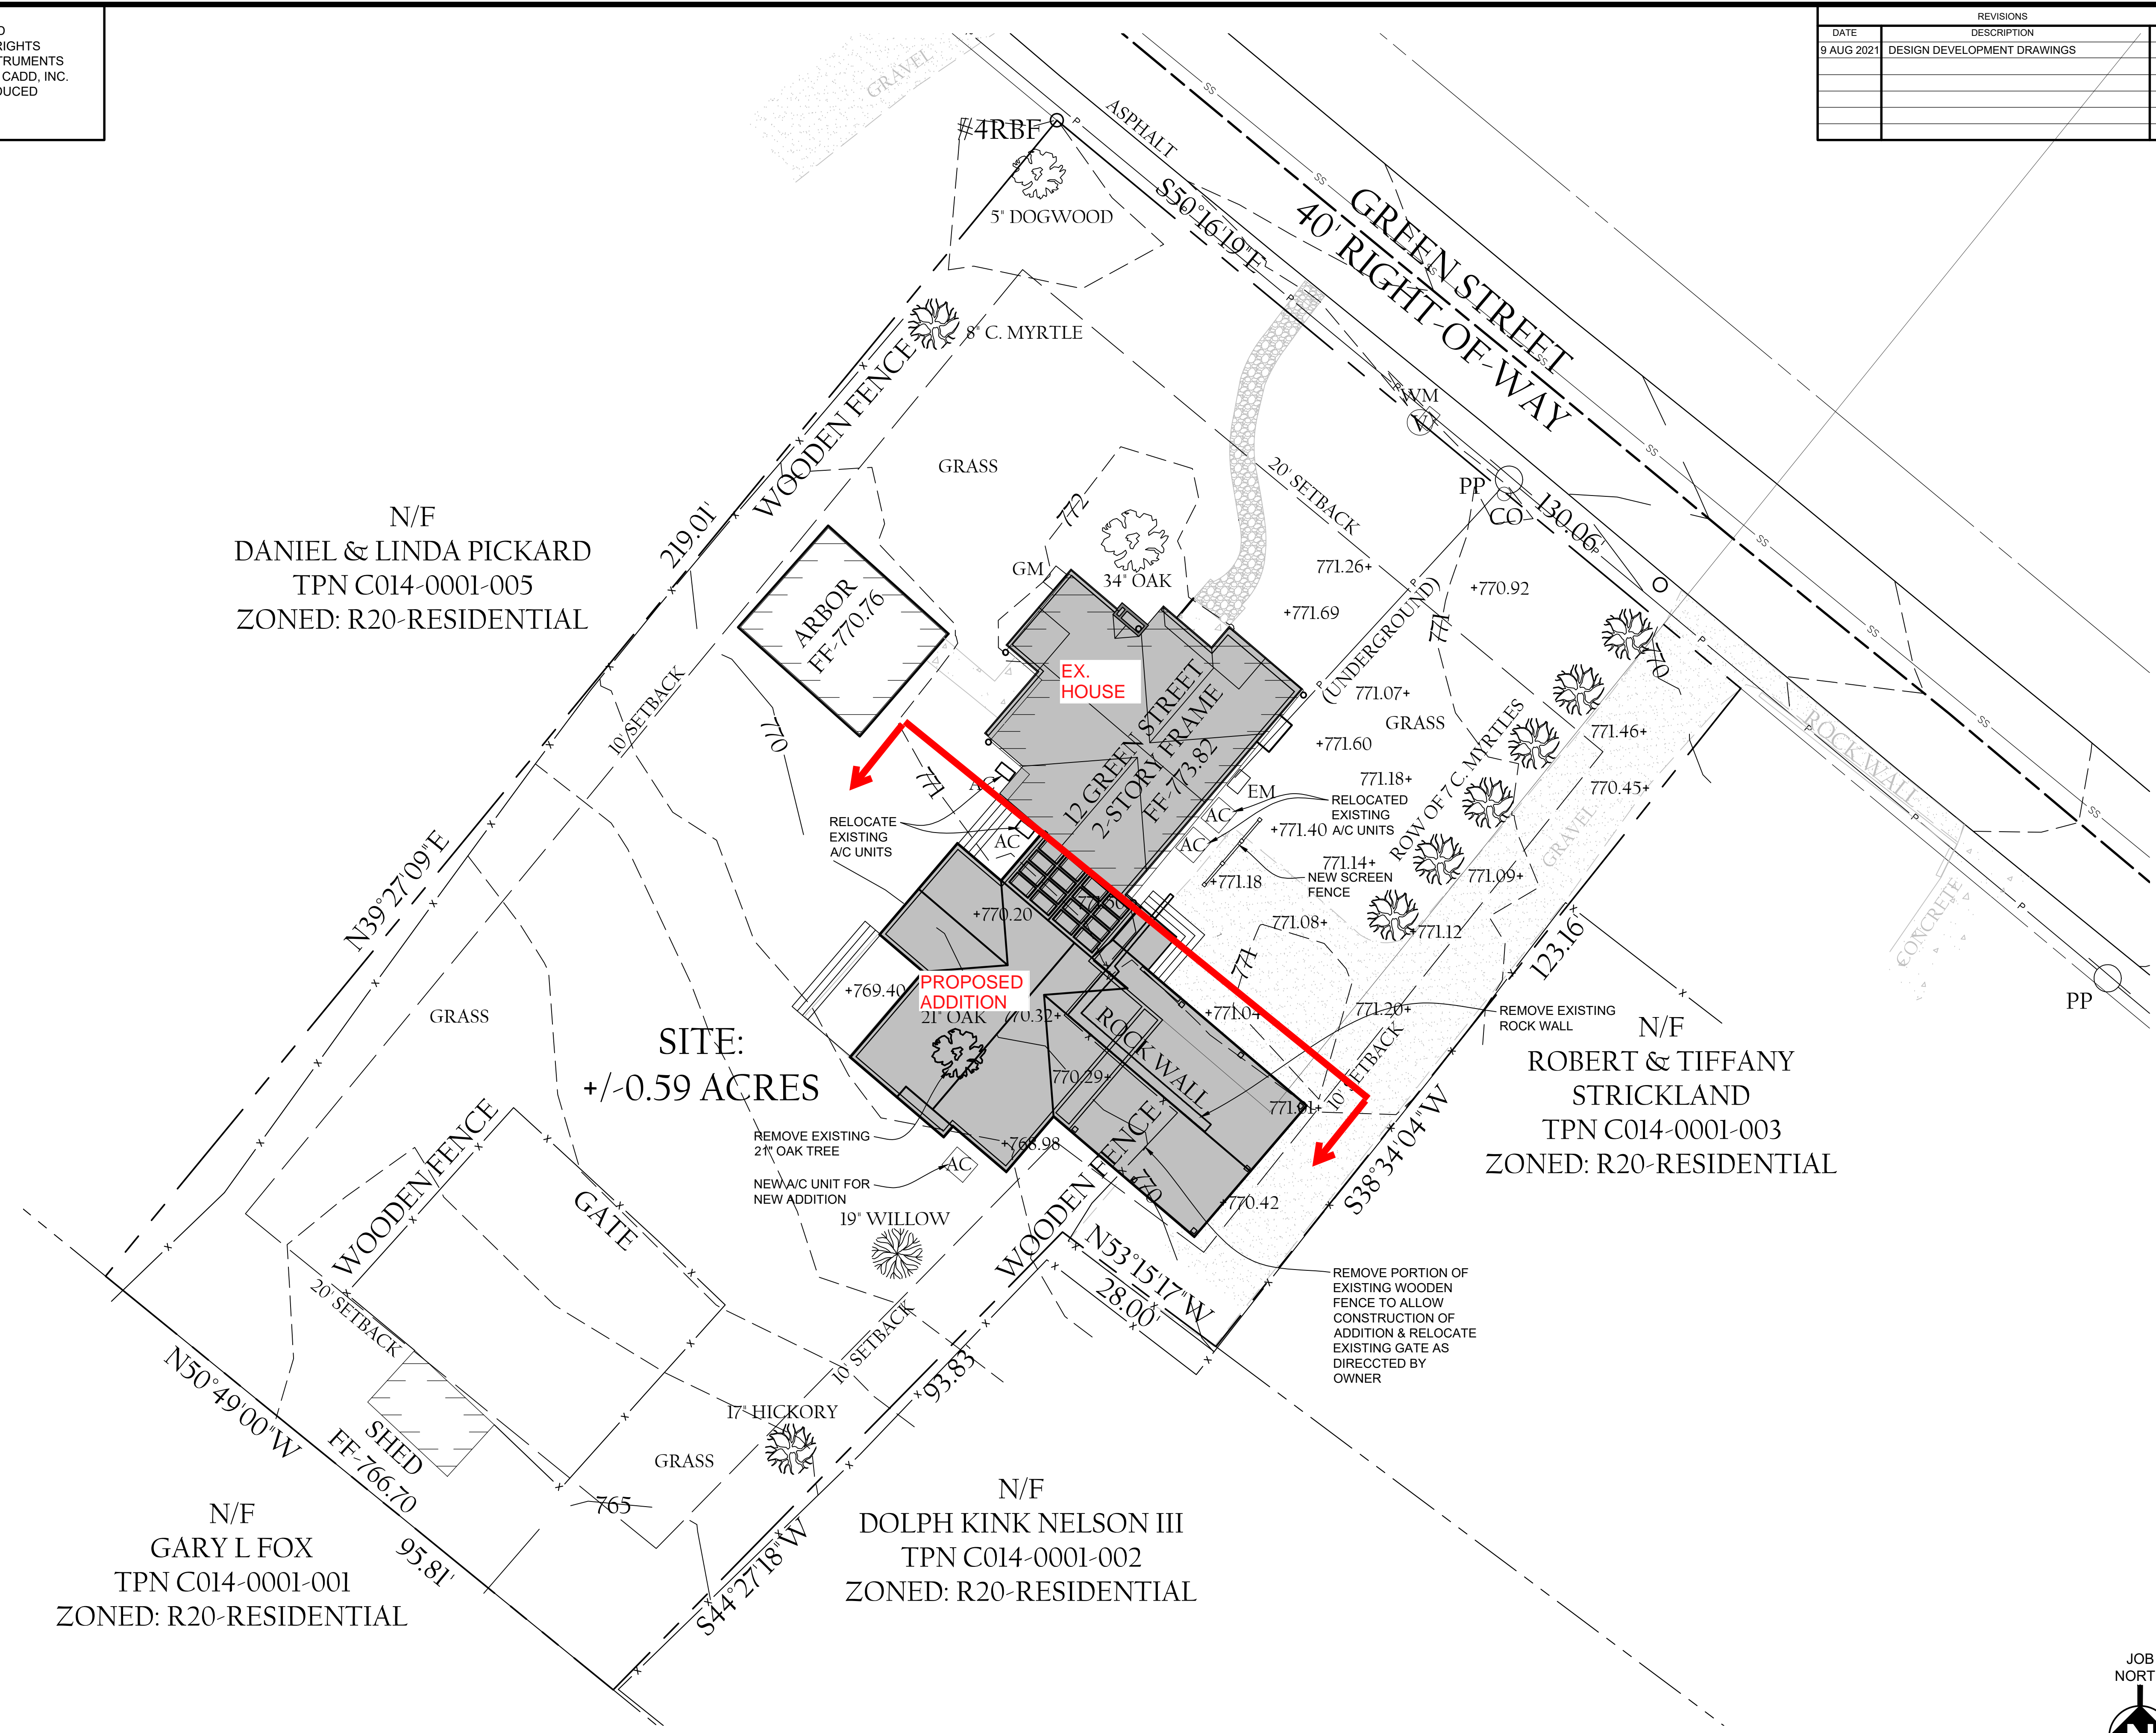 RIGHTS
TRUMENTS
CADD, INC.
DUCED
REVISIONS
DATE
DESCRIPTION
9 AUG 2021
DESIGN DEVELOPMENT DRAWINGS
GRAVEL
#4RBF
ASPHALT
5" DOGWOOD
S50°16'19"E
GREEN STREET
40' RIGHT-OF-WAY
8" C. MYRTLE
WOODEN FENCE
WM
V
GRASS
20' SETBACK
PP
CO
130.06'
N/F
DANIEL & LINDA PICKARD
TPN C014-0001-005
ZONED: R20-RESIDENTIAL
219.01'
772
GM
34" OAK
771.26+
+771.69
+770.92
(UNDERGROUND)
771
ARBOR
FF-770.76
EX.
HOUSE
12 GREEN STREET
2-STORY FRAME
FF-773.82
771.07+
GRASS
+771.60
771.18+
770
771.46+
770.45+
ROCK WALL
10' SETBACK
770
771
AC
EM
RELOCATED
EXISTING
A/C UNITS
ROW OF 7 C. MYRTLES
GRAVEL
RELOCATE
EXISTING
A/C UNITS
AC
AC
AC
+771.40
771.14+
NEW SCREEN
FENCE
+771.18
771.09+
+770.20
771.08+
+771.12
CONCRETE
N39°27'09"E
+769.40
PROPOSED
ADDITION
21" OAK
770.32+
771
+771.04
771.20+
123.16'
PP
GRASS
SITE:
+/-0.59 ACRES
ROCK WALL
770.29+
771.01+
10' SETBACK
REMOVE EXISTING
ROCK WALL
N/F
ROBERT & TIFFANY
STRICKLAND
TPN C014-0001-003
ZONED: R20-RESIDENTIAL
REMOVE EXISTING
21" OAK TREE
+768.98
AC
NEW A/C UNIT FOR
NEW ADDITION
WOODEN FENCE
770
+770.42
S38°34'04"W
WOODEN FENCE
GATE
19" WILLOW
N53°15'17"W
28.00'
REMOVE PORTION OF
EXISTING WOODEN
FENCE TO ALLOW
CONSTRUCTION OF
ADDITION & RELOCATE
EXISTING GATE AS
DIRECCTED BY
OWNER
20' SETBACK
10' SETBACK
93.83'
N50°49'00"W
SHED
FF-766.70
17" HICKORY
GRASS
765
95.81'
S44°27'18"W
N/F
GARY L FOX
TPN C014-0001-001
ZONED: R20-RESIDENTIAL
N/F
DOLPH KINK NELSON III
TPN C014-0001-002
ZONED: R20-RESIDENTIAL
JOB
NORT